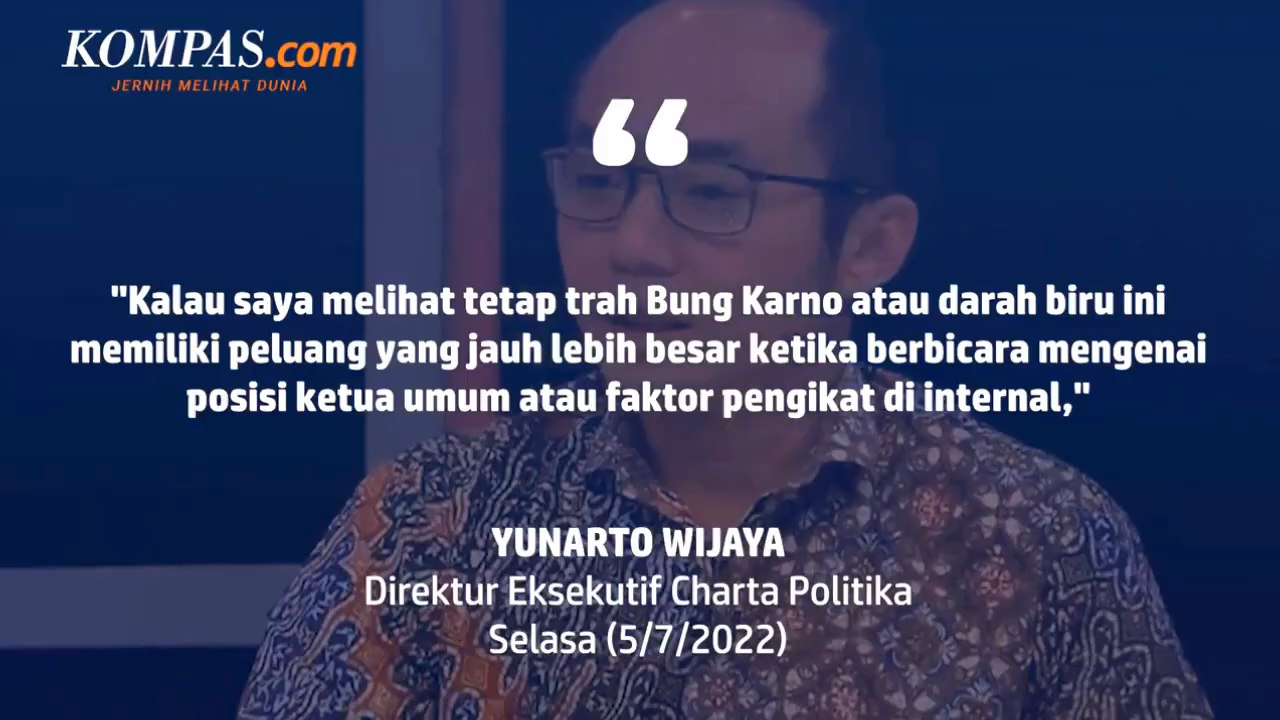 KOMPAS.com
JERNIH MELIHAT DUNIA
“
"Kalau saya melihat tetap trah Bung Karno atau darah biru ini
memiliki peluang yang jauh lebih besar ketika berbicara mengenai
posisi ketua umum atau faktor pengikat di internal,"
YUNARTO WIJAYA
Direktur Eksekutif Charta Politika
Selasa (5/7/2022)